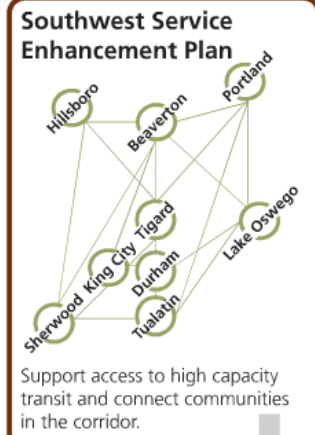 Southwest Service
Enhancement Plan
Hillsboro
Beaverton
Portland
Tigard
Lake Oswego
King City
Durham
Sherwood
Tualatin
Support access to high capacity
transit and connect communities
in the corridor.